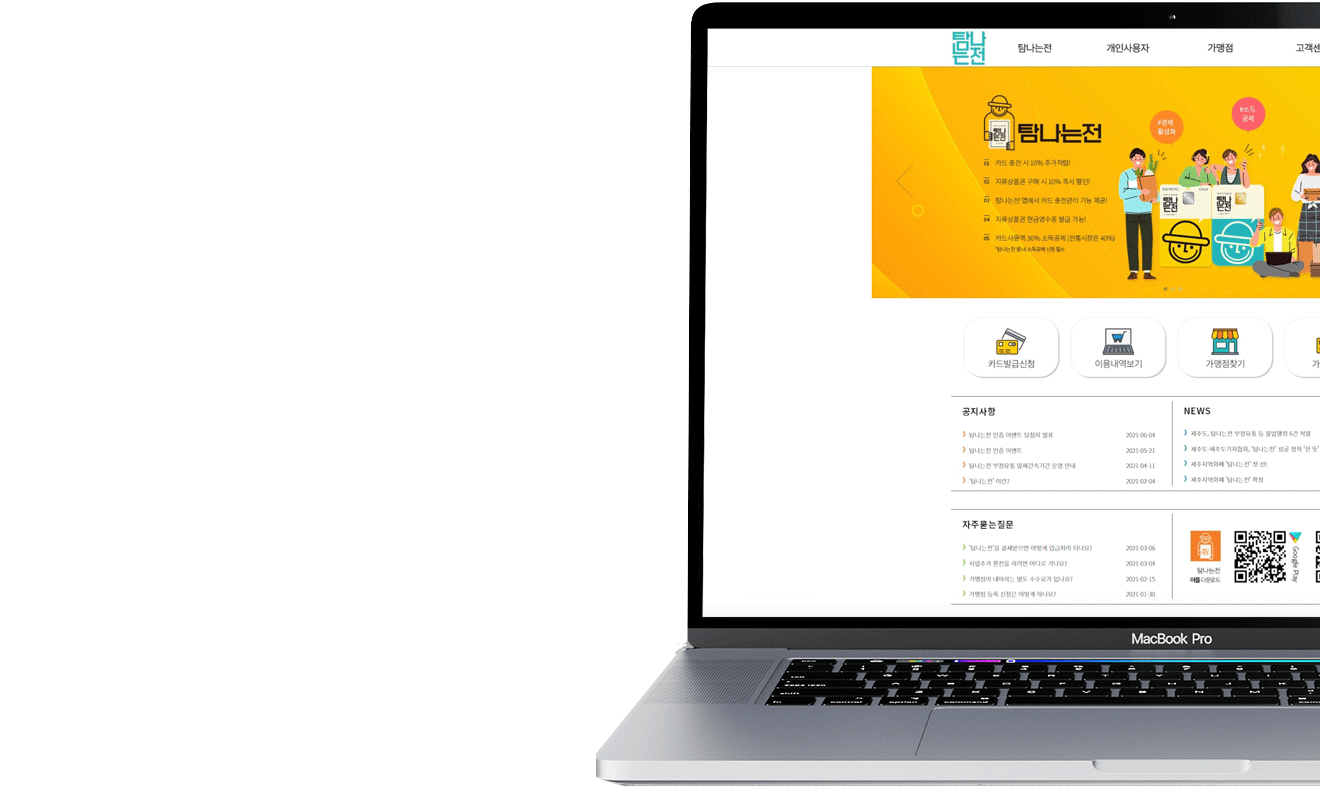 탐나
는전
탐나는전
개인사용자
가맹점
고객센
탐나
는전
탐나는전
#경제
활성화
#소득
공제
01 카드 충전 시 10% 추가적립!
02 지류상품권 구매 시 10% 즉시 할인!
03 탐나는전 앱에서 카드 충전관리 기능 제공!
04 지류상품권 현금영수증 발급 가능!
05 카드사용액 30% 소득공제 (전통시장은 40%)
*탐나는전 앱 내 소득공제 신청 필수
탐나
는전
탐나
는전
카드발급신청
이용내역보기
가맹점찾기
가
공지사항
탐나는전 인증 이벤트 당첨자 발표 2021-06-04
탐나는전 인증 이벤트 2021-05-21
탐나는전 부정유통 일제단속기간 운영 안내 2021-04-11
'탐나는전' 이란? 2021-02-04
NEWS
제주도, 탐나는전 부정유통 등 불법행위 6건 적발
제주도-제주도기자협회, '탐나는전' 성공 정착 '한 뜻'
제주지역화폐 '탐나는전' 첫 선!
제주지역화폐 '탐나는전' 확정
자주묻는질문
'탐나는전'을 결제받으면 어떻게 입금처리 되나요? 2021-03-06
사업주가 환전을 하려면 어디로 가나요? 2021-03-04
가맹점이 내야하는 별도 수수료가 있나요? 2021-02-15
가맹점 등록 신청은 어떻게 하나요? 2021-01-30
탐나는전
어플 다운로드
Google Play
MacBook Pro
tab
shift
fn
control
option
command